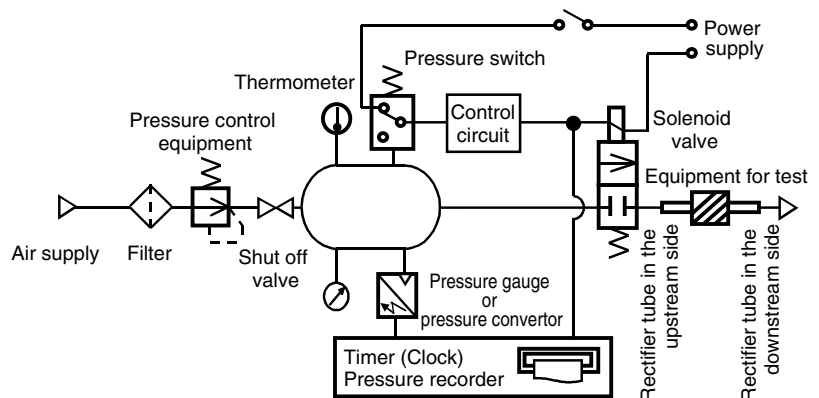 Power
supply
Pressure switch
Thermometer
Control
circuit
Solenoid
valve
Pressure control
equipment
Equipment for test
Air supply
Filter
Shut off
valve
Pressure gauge
or
pressure convertor
Rectifier tube in the
upstream side
Rectifier tube in the
downstream side
Timer (Clock)
Pressure recorder